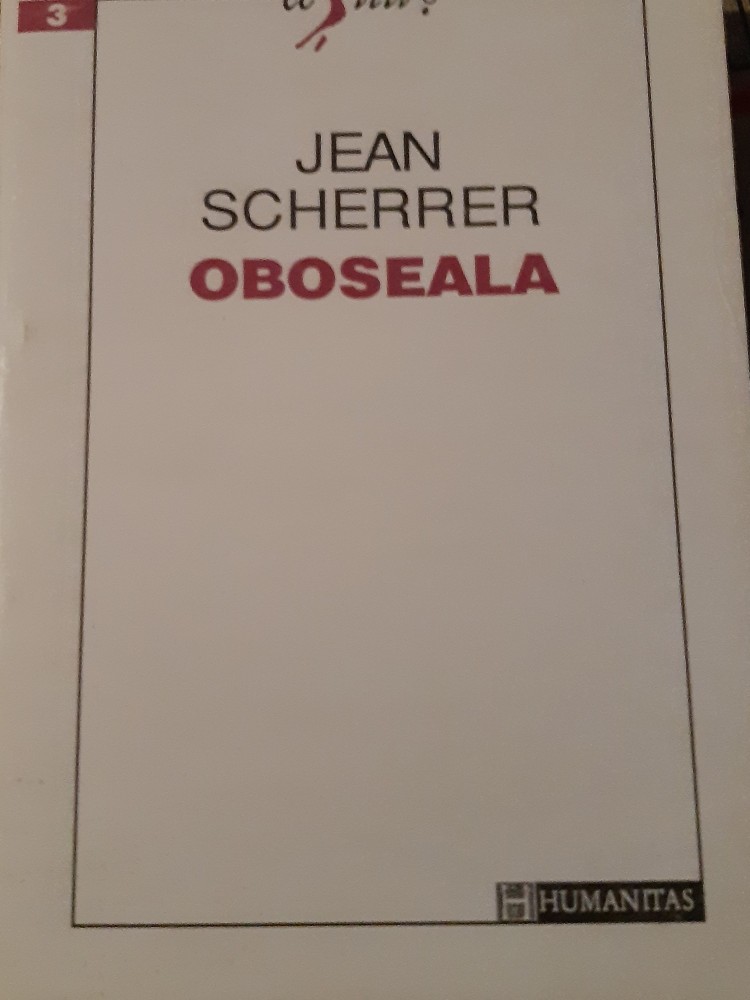 3
JEAN
SCHERRER
OBOSEALA
HUMANITAS